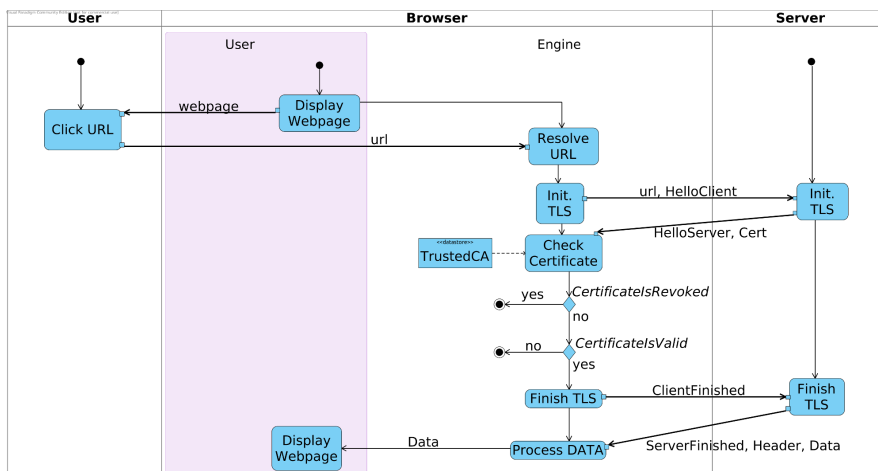 User
Browser
Server
User
Engine
Display
Webpage
webpage
Click URL
url
Resolve
URL
Init.
TLS
url, HelloClient
Init.
TLS
HelloServer, Cert
Check
Certificate
<<datastore>>
TrustedCA
CertificateIsRevoked
yes
no
CertificateIsValid
no
yes
Finish TLS
ClientFinished
Finish
TLS
Display
Webpage
Data
Process DATA
ServerFinished, Header, Data